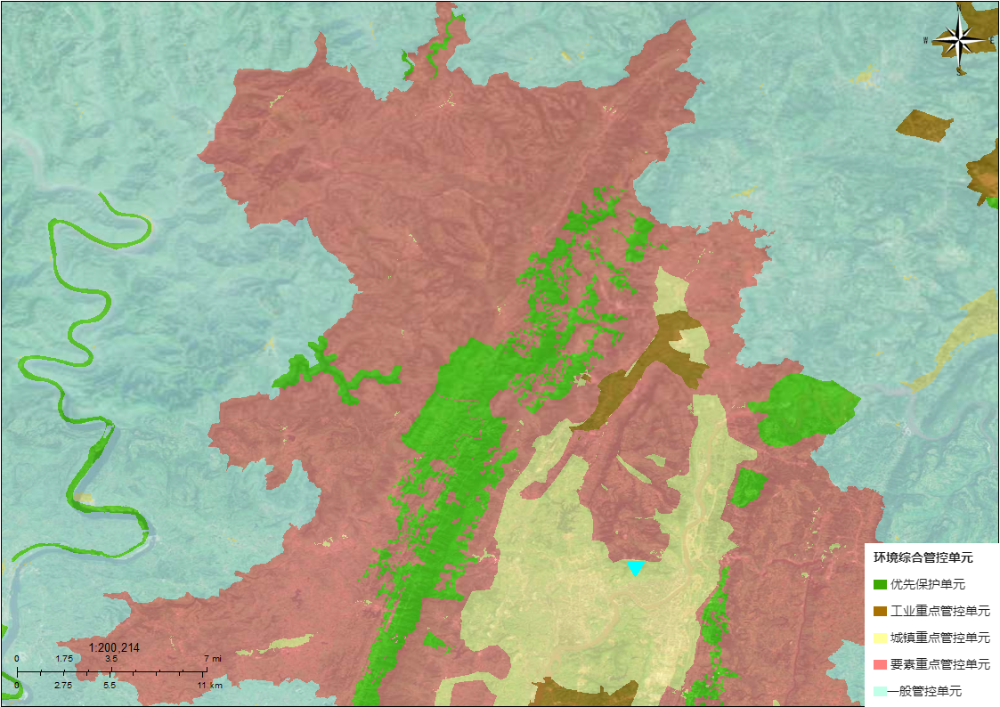 N
W
E
S
环境综合管控单元
优先保护单元
工业重点管控单元
城镇重点管控单元
要素重点管控单元
一般管控单元
1:200,214
0 1.75 3.5 7 mi
0 2.75 5.5 11 km